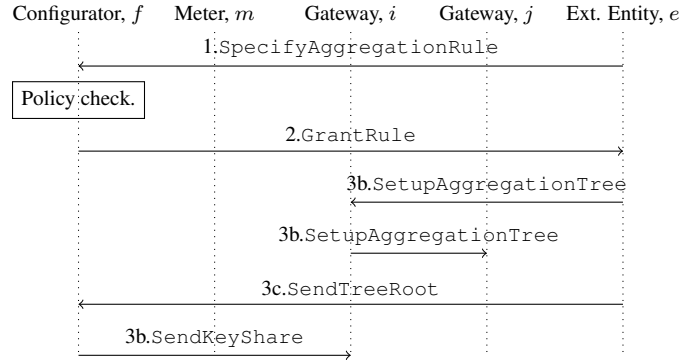 Configurator, f Meter, m Gateway, i Gateway, j Ext. Entity, e
1.SpecifyAggregationRule
Policy check.
2.GrantRule
3b.SetupAggregationTree
3b.SetupAggregationTree
3c.SendTreeRoot
3b.SendKeyShare